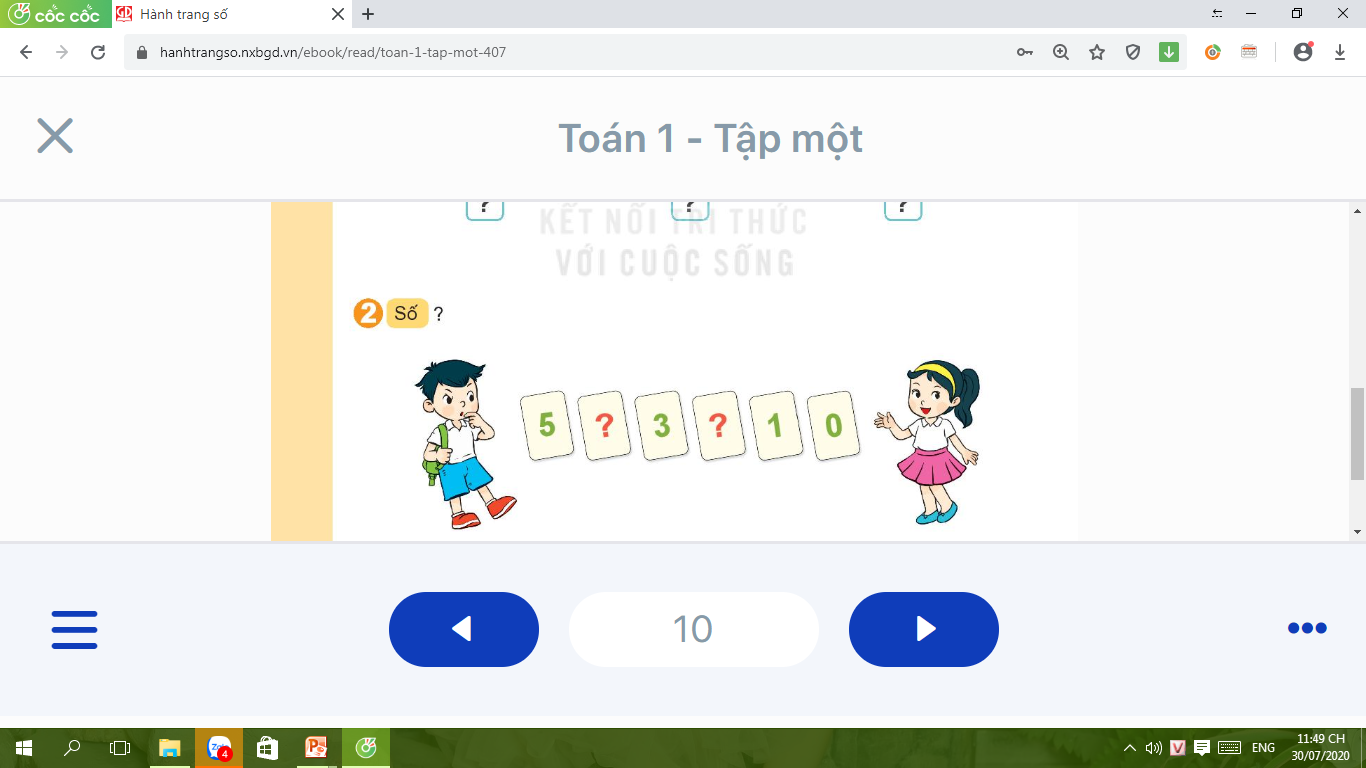 cốc cốc
Hành trang số
hanhtrangso.nxbgd.vn/ebook/read/toan-1-tap-mot-407
Toán 1 - Tập một
? ? ?
KẾT NỐI TRI THỨC
VỚI CUỘC SỐNG
2 Số ?
5 ? 3 ? 1 0
10
Zalo 4
ENG
11:49 CH
30/07/2020